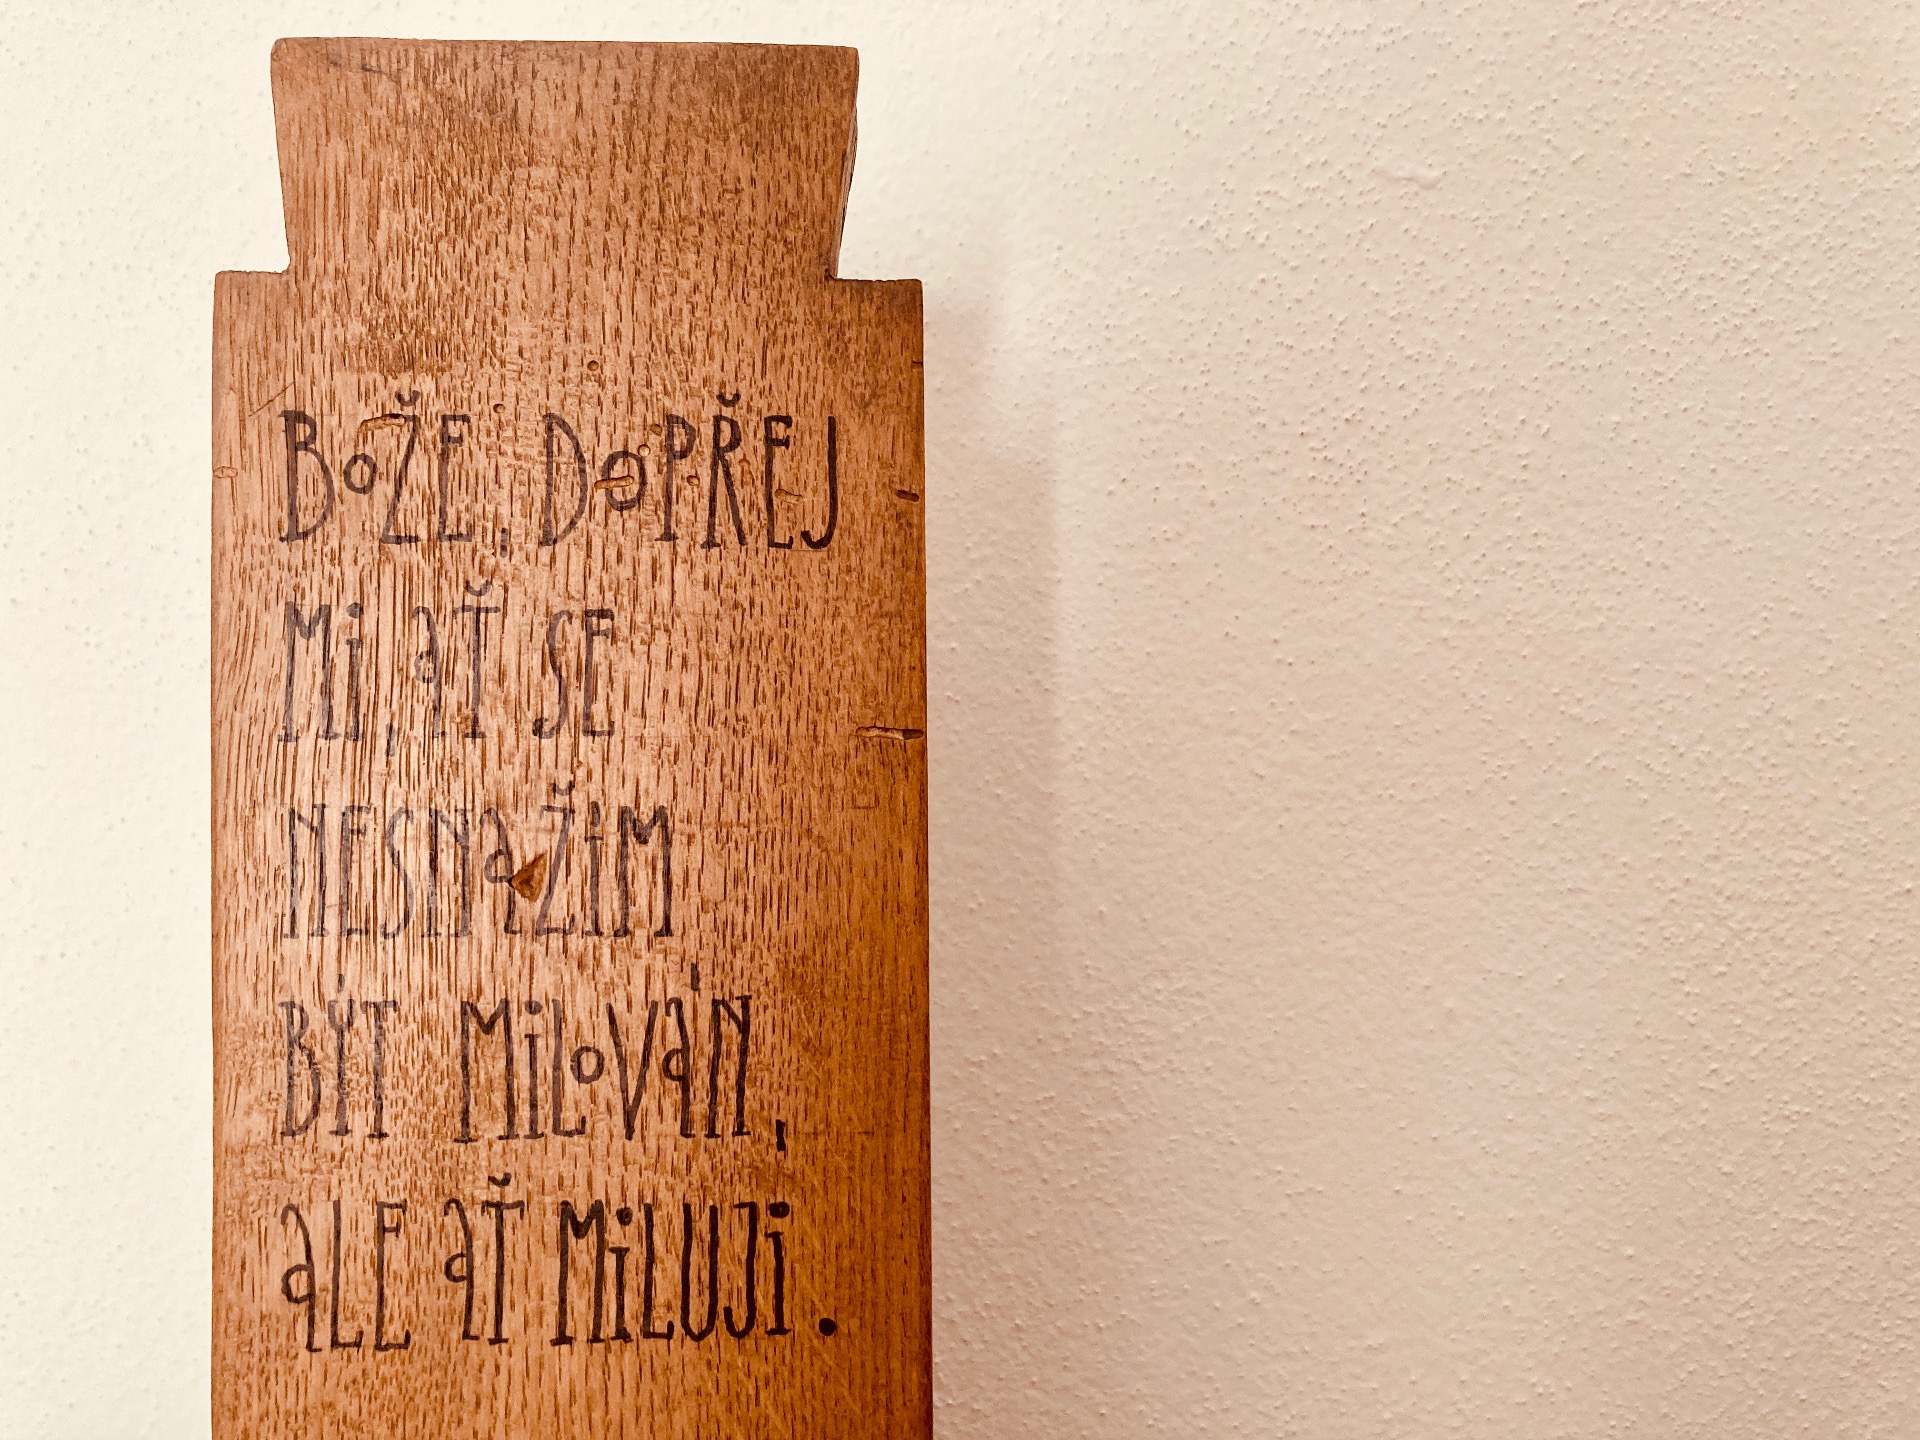 BOŽE, DOPŘEJ
MI, AŤ SE
NESNAŽÍM
BÝT MILOVÁN,
ALE AŤ MILUJI.